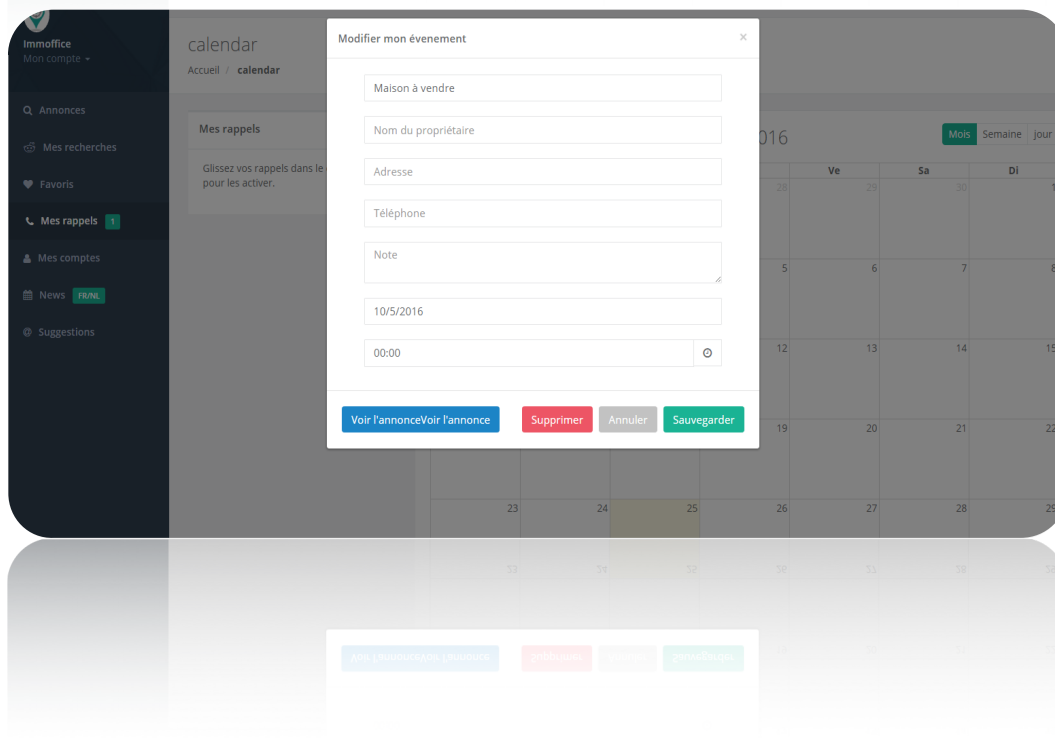 Immoffice
Mon compte
Annonces
Mes recherches
Favoris
Mes rappels 1
Mes comptes
News FR/NL
Suggestions
calendar
Accueil / calendar
Mes rappels
Glissez vos rappels dans le
pour les activer.
Modifier mon évenement ×
Maison à vendre
Nom du propriétaire
Adresse
Téléphone
Note
10/5/2016
00:00
Voir l'annonceVoir l'annonce Supprimer Annuler Sauvegarder
016
Mois Semaine jour
Ve Sa Di
28 29 30 1
5 6 7 8
12 13 14 15
19 20 21 22
23 24 25 26 27 28 29